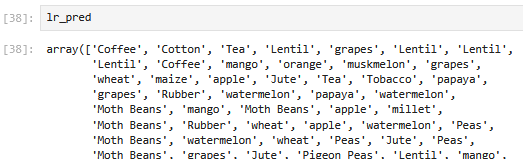 [38]: lr_pred
[38]: array(['Coffee', 'Cotton', 'Tea', 'Lentil', 'grapes', 'Lentil', 'Lentil',
'Lentil', 'Coffee', 'mango', 'orange', 'muskmelon', 'grapes',
'wheat', 'maize', 'apple', 'Jute', 'Tea', 'Tobacco', 'papaya',
'grapes', 'Rubber', 'watermelon', 'papaya', 'watermelon',
'Moth Beans', 'mango', 'Moth Beans', 'apple', 'millet',
'Moth Beans', 'Rubber', 'wheat', 'apple', 'watermelon', 'Peas',
'Moth Beans', 'watermelon', 'wheat', 'Peas', 'Jute', 'Peas',
'Moth Beans', 'grapes', 'Jute', 'Pigeon Peas', 'Lentil', 'mango',